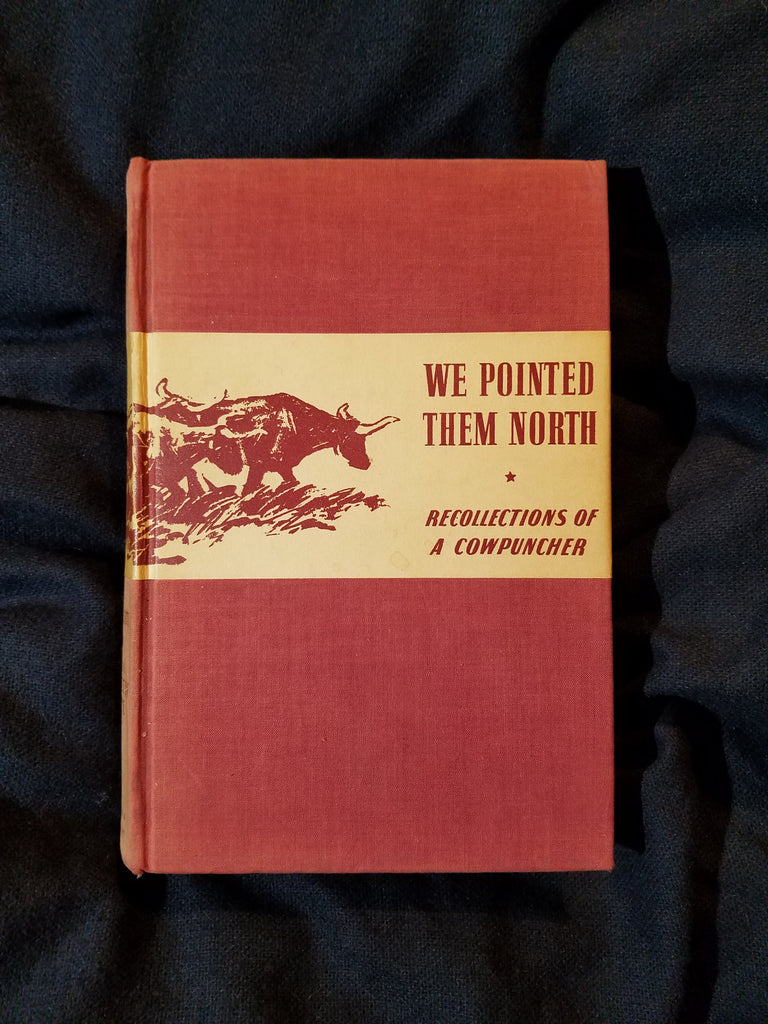 WE POINTED
THEM NORTH
RECOLLECTIONS OF
A COWPUNCHER